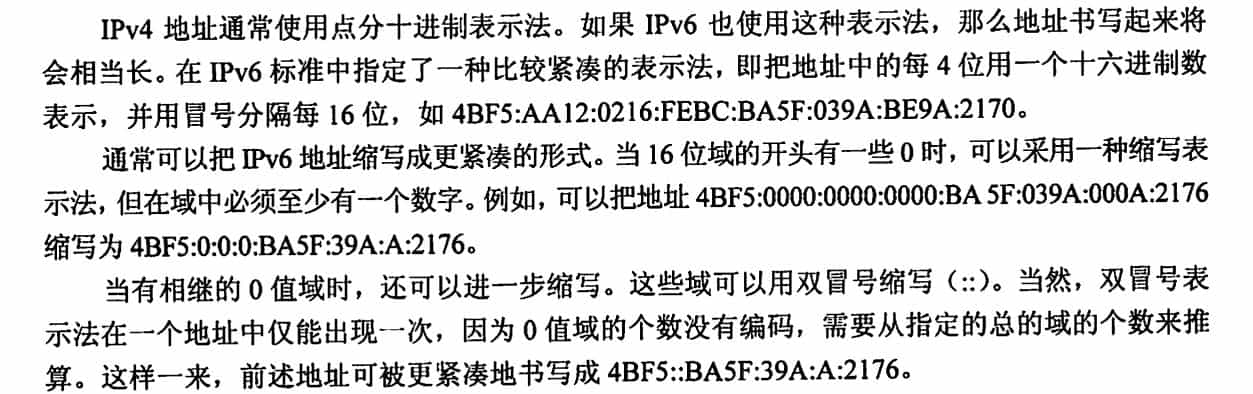 IPv4 地址通常使用点分十进制表示法。如果 IPv6 也使用这种表示法，那么地址书写起来将
会相当长。在 IPv6 标准中指定了一种比较紧凑的表示法，即把地址中的每 4 位用一个十六进制数
表示，并用冒号分隔每 16 位，如 4BF5:AA12:0216:FEBC:BA5F:039A:BE9A:2170。
通常可以把 IPv6 地址缩写成更紧凑的形式。当 16 位域的开头有一些 0 时，可以采用一种缩写表
示法，但在域中必须至少有一个数字。例如，可以把地址 4BF5:0000:0000:0000:BA 5F:039A:000A:2176
缩写为 4BF5:0:0:0:BA5F:39A:A:2176。
当有相继的 0 值域时，还可以进一步缩写。这些域可以用双冒号缩写（::）。当然，双冒号表
示法在一个地址中仅能出现一次，因为 0 值域的个数没有编码，需要从指定的总的域的个数来推
算。这样一来，前述地址可被更紧凑地书写成 4BF5::BA5F:39A:A:2176。